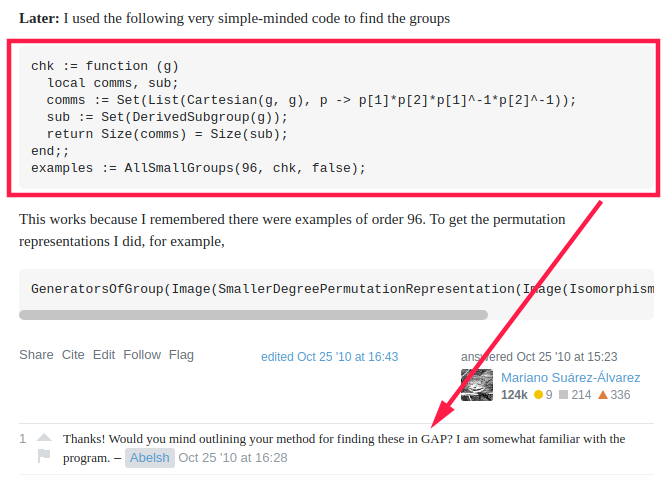 Later: I used the following very simple-minded code to find the groups
chk := function (g)
  local comms, sub;
  comms := Set(List(Cartesian(g, g), p -> p[1]*p[2]*p[1]^-1*p[2]^-1));
  sub := Set(DerivedSubgroup(g));
  return Size(comms) = Size(sub);
end;;
examples := AllSmallGroups(96, chk, false);
This works because I remembered there were examples of order 96. To get the permutation
representations I did, for example,
GeneratorsOfGroup(Image(SmallerDegreePermutationRepresentation(Image(Isomorphism
Share Cite Edit Follow Flag
edited Oct 25 '10 at 16:43
answered Oct 25 '10 at 15:23
Mariano Suárez-Álvarez
124k 9 214 336
1 Thanks! Would you mind outlining your method for finding these in GAP? I am somewhat familiar with the
program. – Abelsh Oct 25 '10 at 16:28